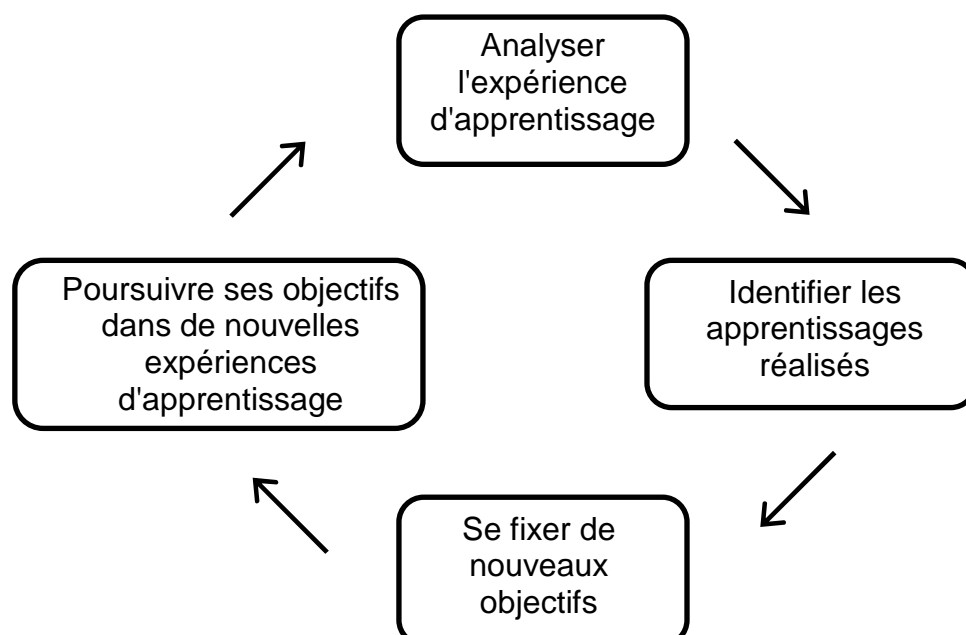 Analyser
l'expérience
d'apprentissage
Poursuivre ses objectifs
dans de nouvelles
expériences
d'apprentissage
Identifier les
apprentissages
réalisés
Se fixer de
nouveaux
objectifs